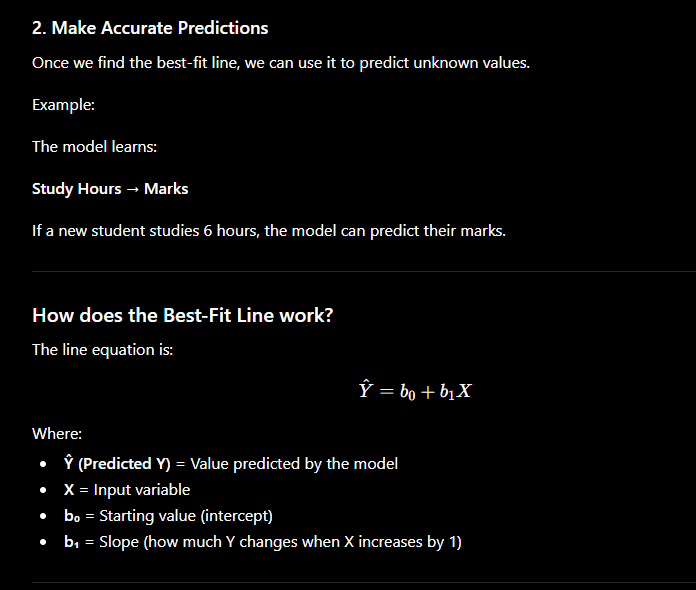 2. Make Accurate Predictions
Once we find the best-fit line, we can use it to predict unknown values.
Example:
The model learns:
Study Hours → Marks
If a new student studies 6 hours, the model can predict their marks.
How does the Best-Fit Line work?
The line equation is:
Ŷ = b₀ + b₁X
Where:
• Ŷ (Predicted Y) = Value predicted by the model
• X = Input variable
• b₀ = Starting value (intercept)
• b₁ = Slope (how much Y changes when X increases by 1)